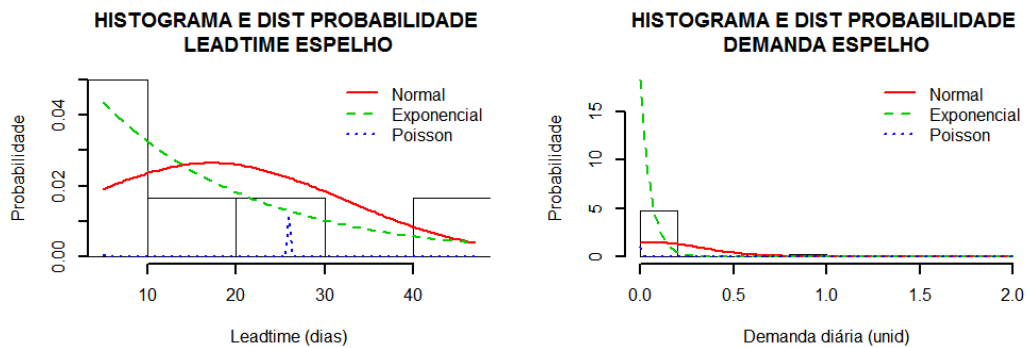 HISTOGRAMA E DIST PROBABILIDADE
LEADTIME ESPELHO
Probabilidade
0.00
0.02
0.04
Normal
Exponencial
Poisson
10
20
30
40
Leadtime (dias)
HISTOGRAMA E DIST PROBABILIDADE
DEMANDA ESPELHO
Probabilidade
0
5
10
15
Normal
Exponencial
Poisson
0.0
0.5
1.0
1.5
2.0
Demanda diária (unid)